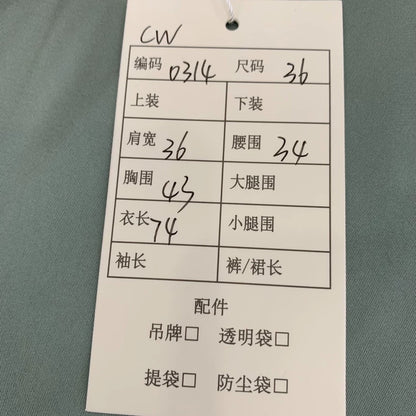 CW
编码 0314 尺码 36
上装 下装
肩宽 36 腰围 34
胸围 43 大腿围
衣长 74 小腿围
袖长 裤/裙长
配件
吊牌□ 透明袋□
提袋□ 防尘袋□